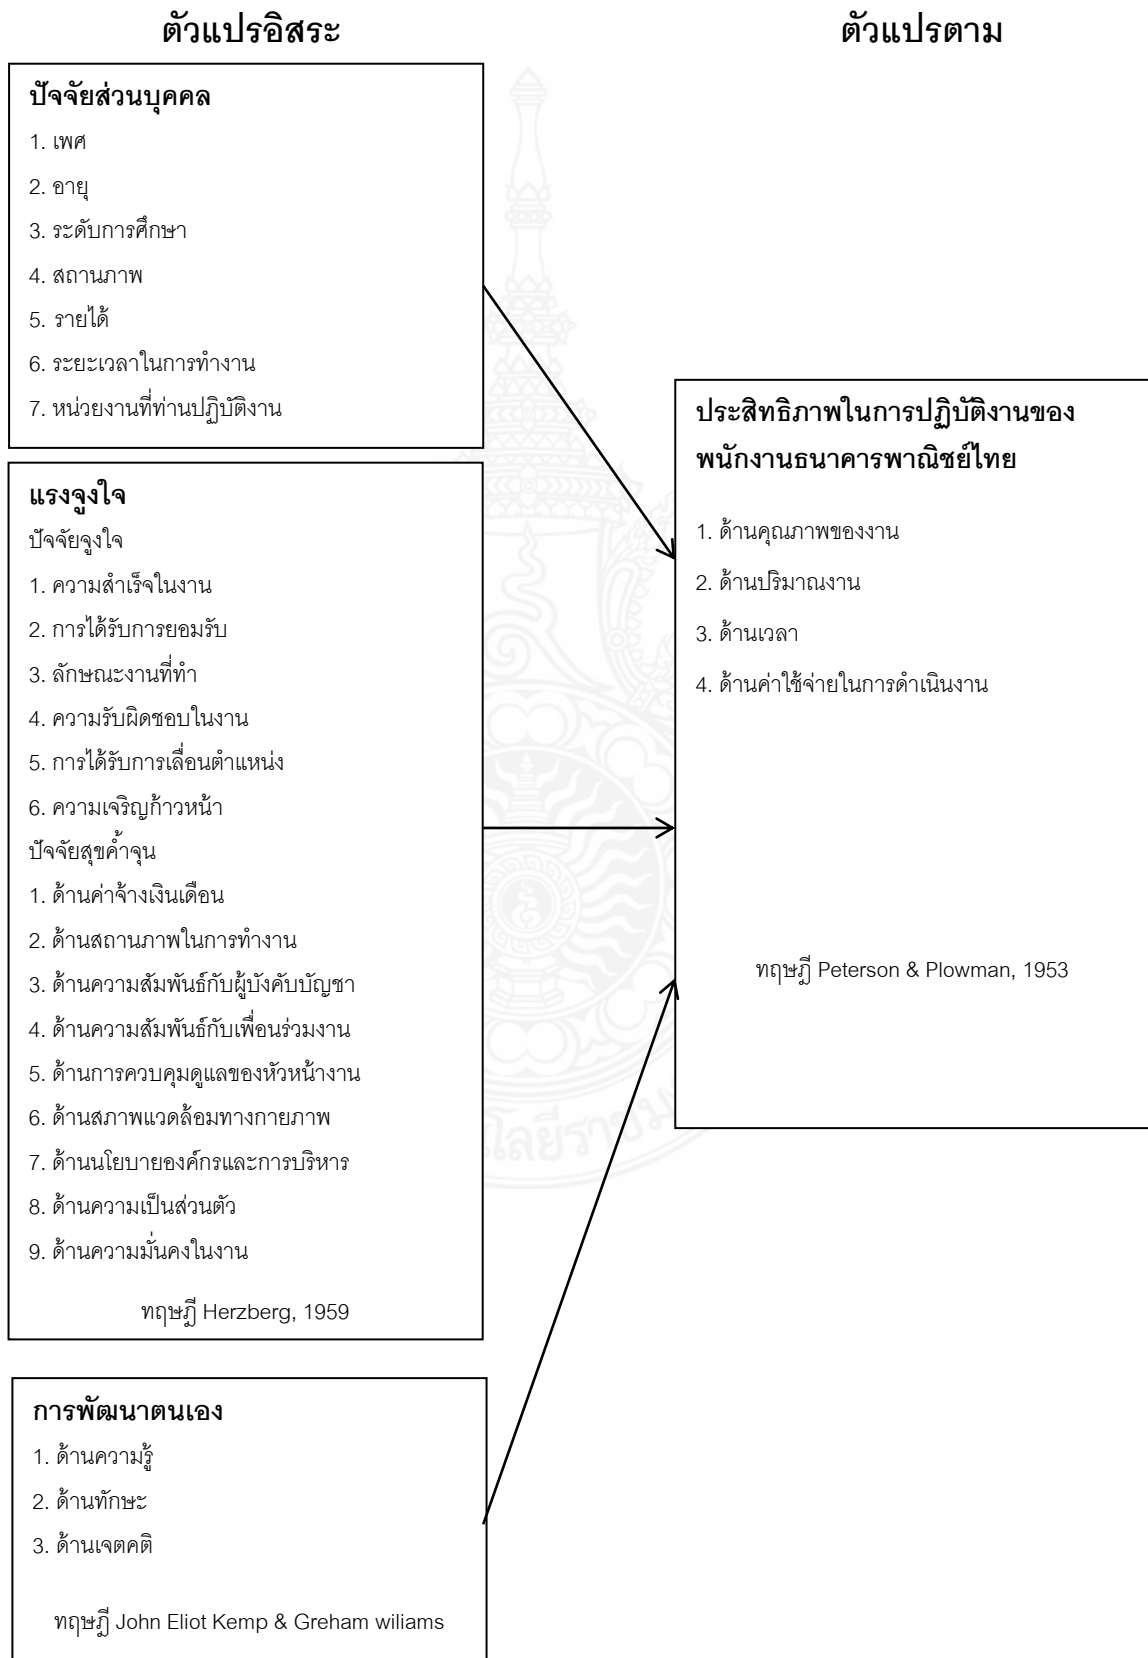 ตัวแปรอิสระ
ตัวแปรตาม
ปัจจัยส่วนบุคคล
1. เพศ
2. อายุ
3. ระดับการศึกษา
4. สถานภาพ
5. รายได้
6. ระยะเวลาในการทำงาน
7. หน่วยงานที่ท่านปฏิบัติงาน
แรงจูงใจ
ปัจจัยจูงใจ
1. ความสำเร็จในงาน
2. การได้รับการยอมรับ
3. ลักษณะงานที่ทำ
4. ความรับผิดชอบในงาน
5. การได้รับการเลื่อนตำแหน่ง
6. ความเจริญก้าวหน้า
ปัจจัยสุขค้ำจุน
1. ด้านค่าจ้างเงินเดือน
2. ด้านสถานภาพในการทำงาน
3. ด้านความสัมพันธ์กับผู้บังคับบัญชา
4. ด้านความสัมพันธ์กับเพื่อนร่วมงาน
5. ด้านการควบคุมดูแลของหัวหน้างาน
6. ด้านสภาพแวดล้อมทางกายภาพ
7. ด้านนโยบายองค์กรและการบริหาร
8. ด้านความเป็นส่วนตัว
9. ด้านความมั่นคงในงาน
ทฤษฎี Herzberg, 1959
การพัฒนาตนเอง
1. ด้านความรู้
2. ด้านทักษะ
3. ด้านเจตคติ
ทฤษฎี John Eliot Kemp & Greham wiliams
ประสิทธิภาพในการปฏิบัติงานของ
พนักงานธนาคารพาณิชย์ไทย
1. ด้านคุณภาพของงาน
2. ด้านปริมาณงาน
3. ด้านเวลา
4. ด้านค่าใช้จ่ายในการดำเนินงาน
ทฤษฎี Peterson & Plowman, 1953